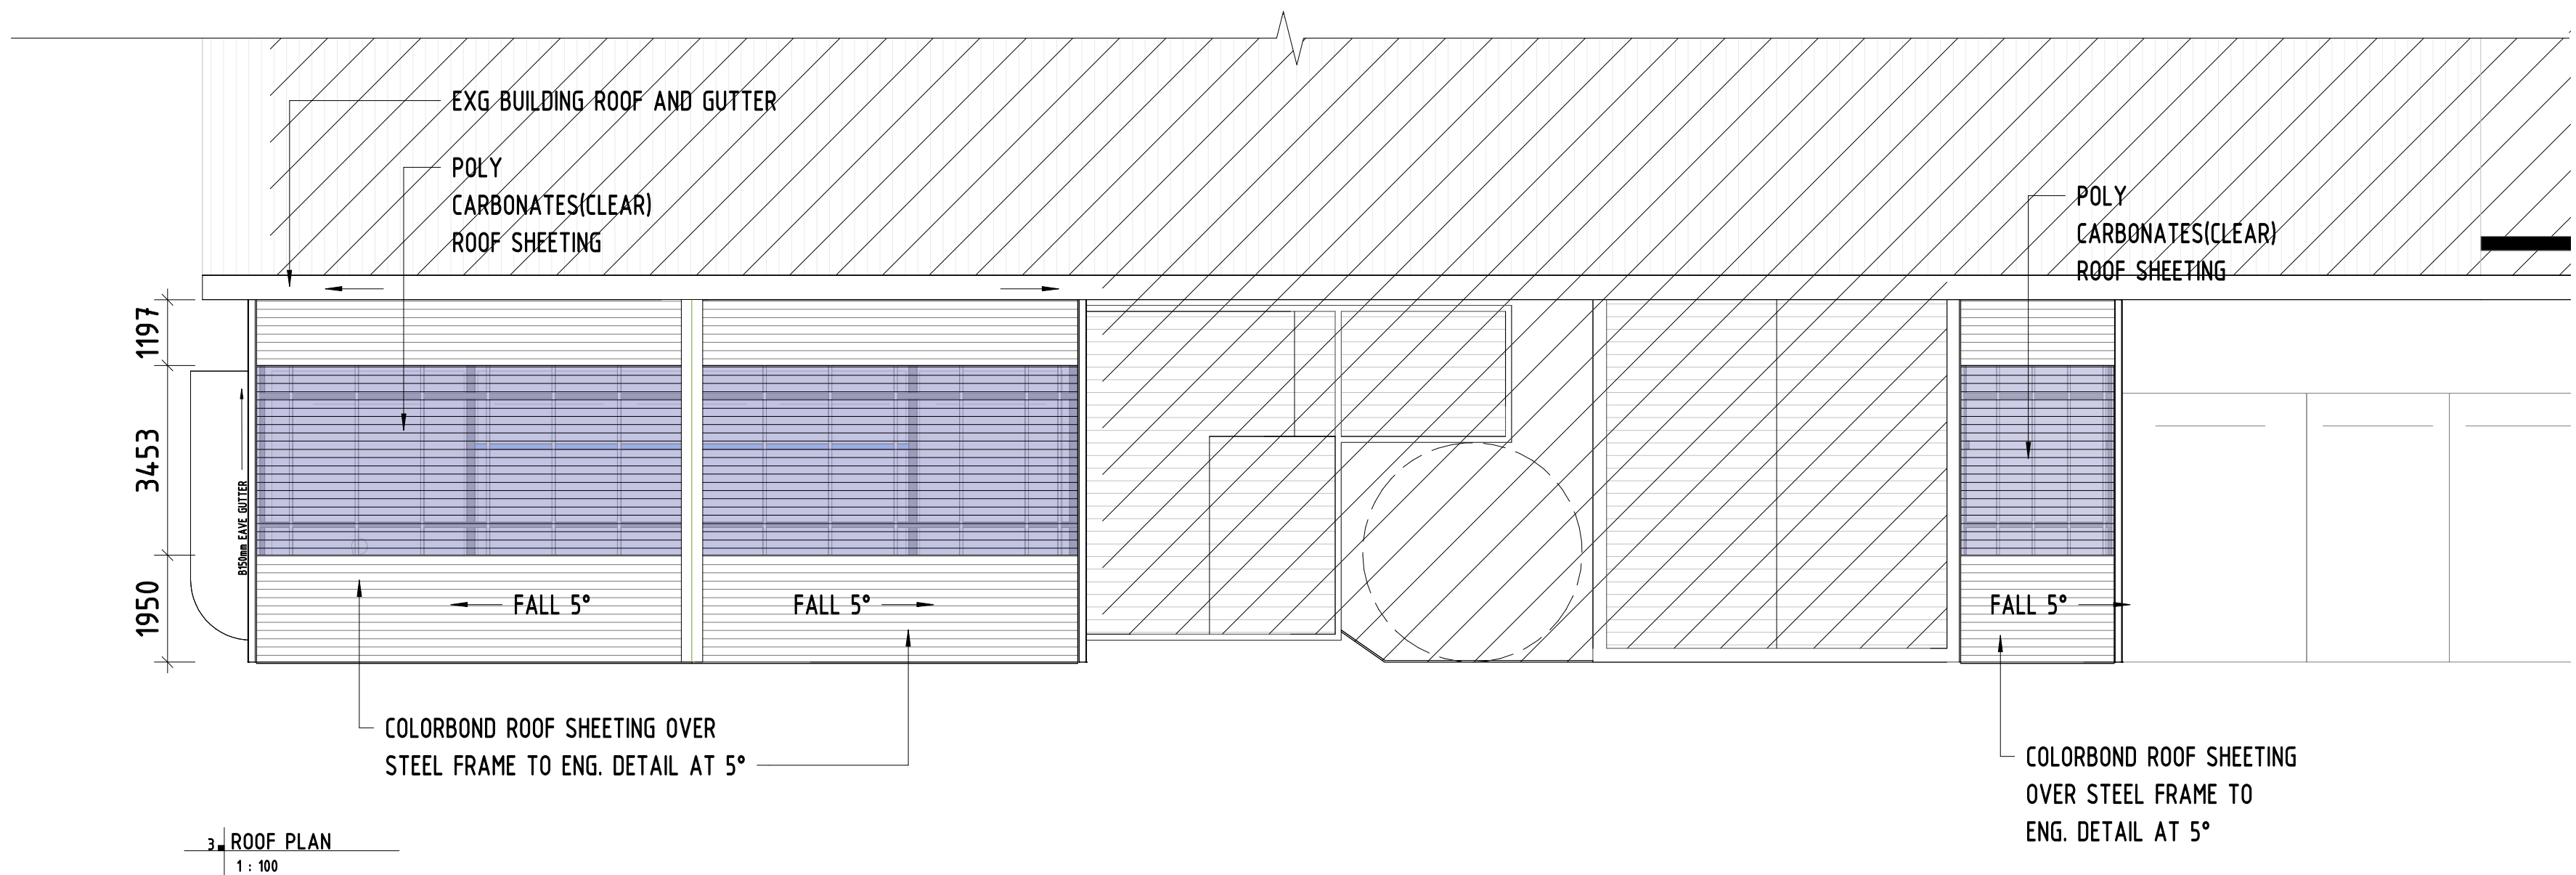 EXG BUILDING ROOF AND GUTTER
POLY
CARBONATES(CLEAR)
ROOF SHEETING
POLY
CARBONATES(CLEAR)
ROOF SHEETING
1197
3453
1950
B150mm EAVE GUTTER
FALL 5°
FALL 5°
FALL 5°
COLORBOND ROOF SHEETING OVER
STEEL FRAME TO ENG. DETAIL AT 5°
COLORBOND ROOF SHEETING
OVER STEEL FRAME TO
ENG. DETAIL AT 5°
3 ROOF PLAN
1 : 100